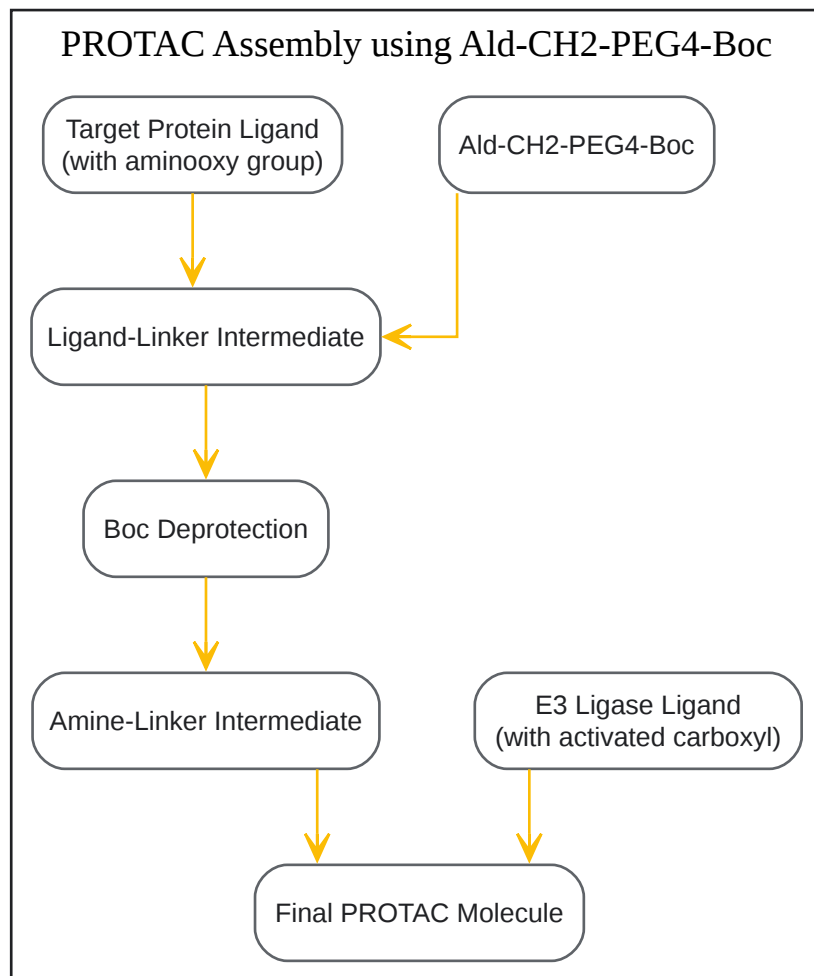 PROTAC Assembly using Ald-CH2-PEG4-Boc
Target Protein Ligand
(with aminooxy group)
Ald-CH2-PEG4-Boc
Ligand-Linker Intermediate
Boc Deprotection
Amine-Linker Intermediate
E3 Ligase Ligand
(with activated carboxyl)
Final PROTAC Molecule